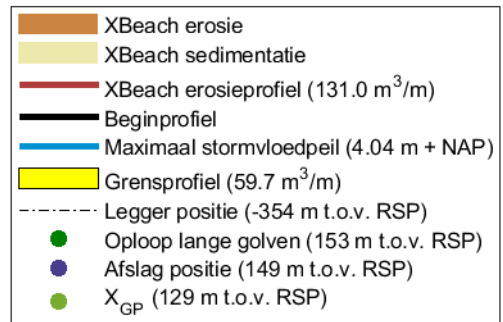 XBeach erosie
XBeach sedimentatie
XBeach erosieprofiel (131.0 m³/m)
Beginprofiel
Maximaal stormvloedpeil (4.04 m + NAP)
Grensprofiel (59.7 m³/m)
Legger positie (-354 m t.o.v. RSP)
Oploop lange golven (153 m t.o.v. RSP)
Afslag positie (149 m t.o.v. RSP)
X_GP (129 m t.o.v. RSP)